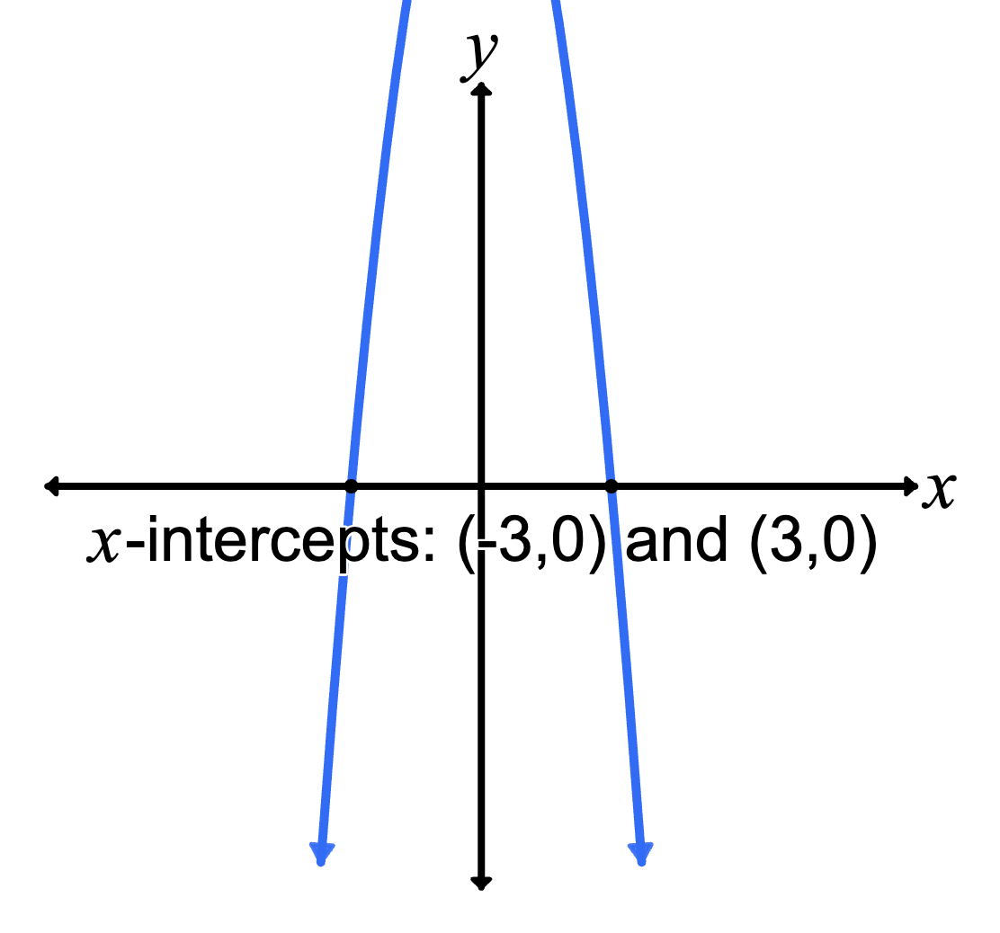 y
x
x-intercepts: (-3,0) and (3,0)